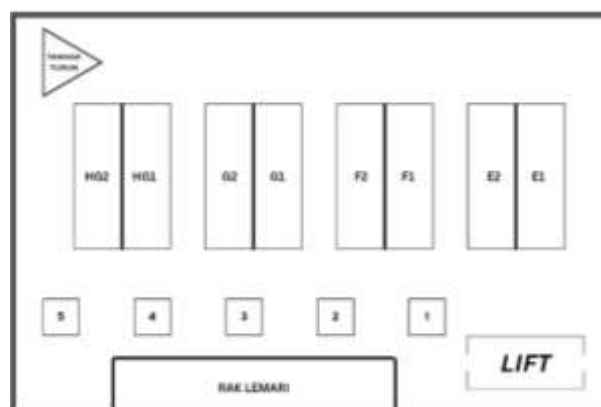 TANGGA
TURUN
HG2 HG1 G2 G1 F2 F1 E2 E1
5 4 3 2 1
LIFT
RAK LEMARI